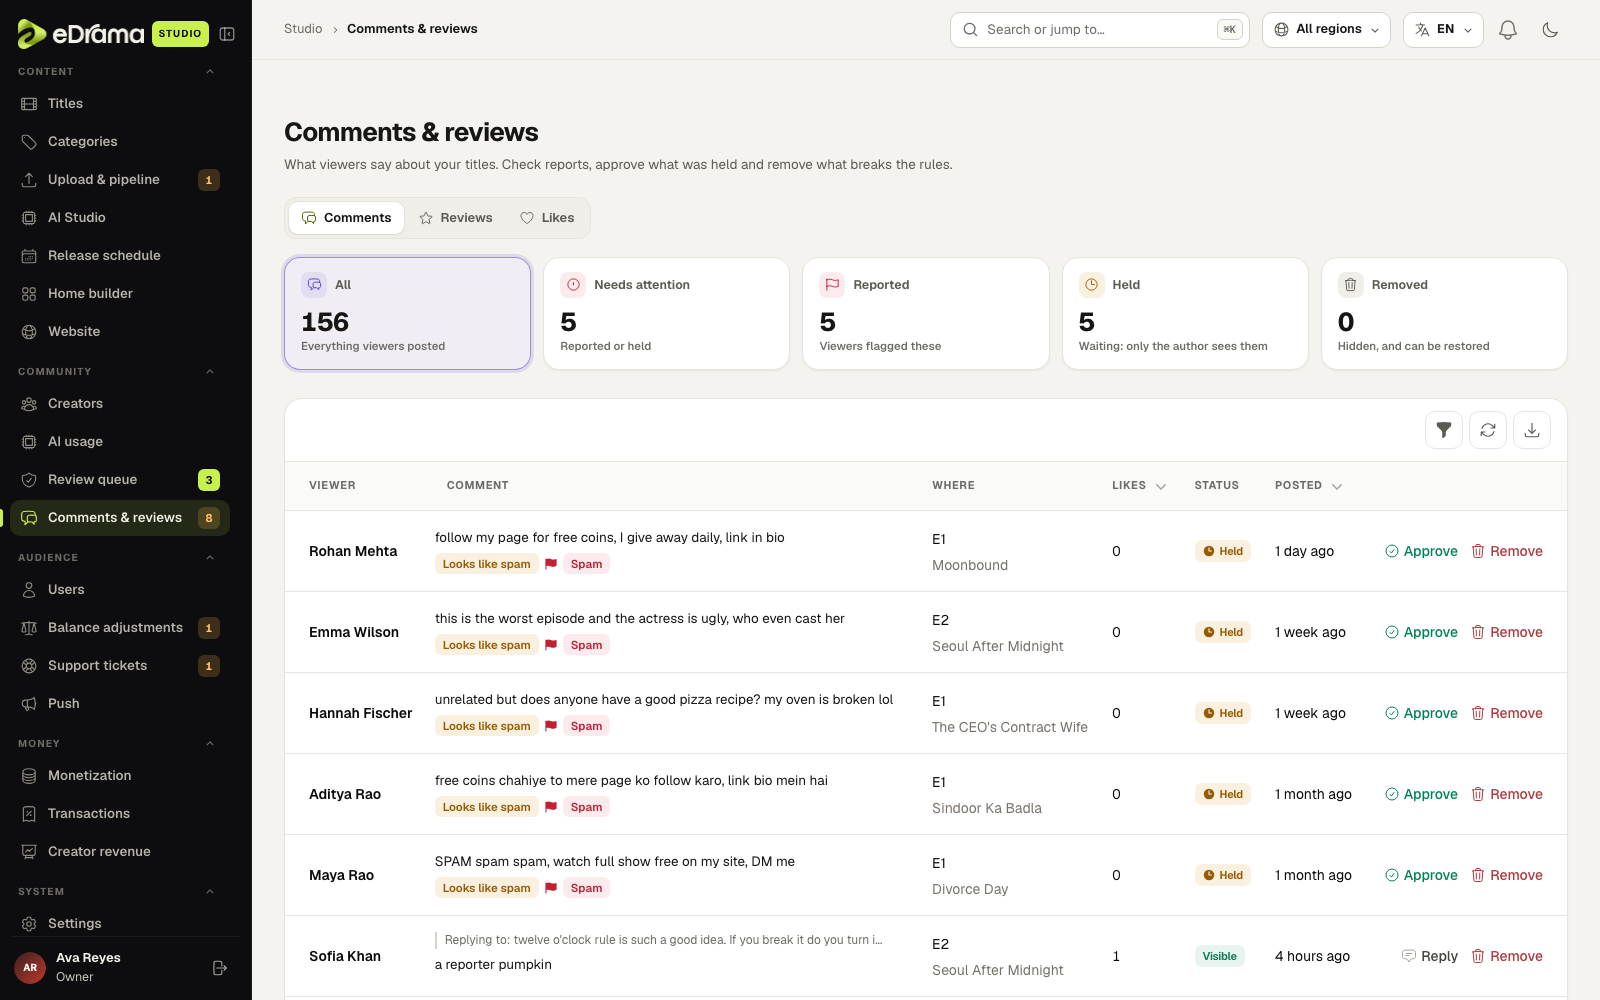 eDrama STUDIO
CONTENT
Titles
Categories
Upload & pipeline 1
AI Studio
Release schedule
Home builder
Website
COMMUNITY
Creators
AI usage
Review queue 3
Comments & reviews 8
AUDIENCE
Users
Balance adjustments 1
Support tickets 1
Push
MONEY
Monetization
Transactions
Creator revenue
SYSTEM
Settings
AR
Ava Reyes
Owner
Studio › Comments & reviews
Search or jump to… ⌘K
All regions
EN
Comments & reviews
What viewers say about your titles. Check reports, approve what was held and remove what breaks the rules.
Comments Reviews Likes
All
156
Everything viewers posted
Needs attention
5
Reported or held
Reported
5
Viewers flagged these
Held
5
Waiting: only the author sees them
Removed
0
Hidden, and can be restored
VIEWER COMMENT WHERE LIKES STATUS POSTED
Rohan Mehta
follow my page for free coins, I give away daily, link in bio
Looks like spam Spam
E1
Moonbound
0 Held 1 day ago Approve Remove
Emma Wilson
this is the worst episode and the actress is ugly, who even cast her
Looks like spam Spam
E2
Seoul After Midnight
0 Held 1 week ago Approve Remove
Hannah Fischer
unrelated but does anyone have a good pizza recipe? my oven is broken lol
Looks like spam Spam
E1
The CEO's Contract Wife
0 Held 1 week ago Approve Remove
Aditya Rao
free coins chahiye to mere page ko follow karo, link bio mein hai
Looks like spam Spam
E1
Sindoor Ka Badla
0 Held 1 month ago Approve Remove
Maya Rao
SPAM spam spam, watch full show free on my site, DM me
Looks like spam Spam
E1
Divorce Day
0 Held 1 month ago Approve Remove
Sofia Khan
Replying to: twelve o'clock rule is such a good idea. If you break it do you turn i…
a reporter pumpkin
E2
Seoul After Midnight
1 Visible 4 hours ago Reply Remove